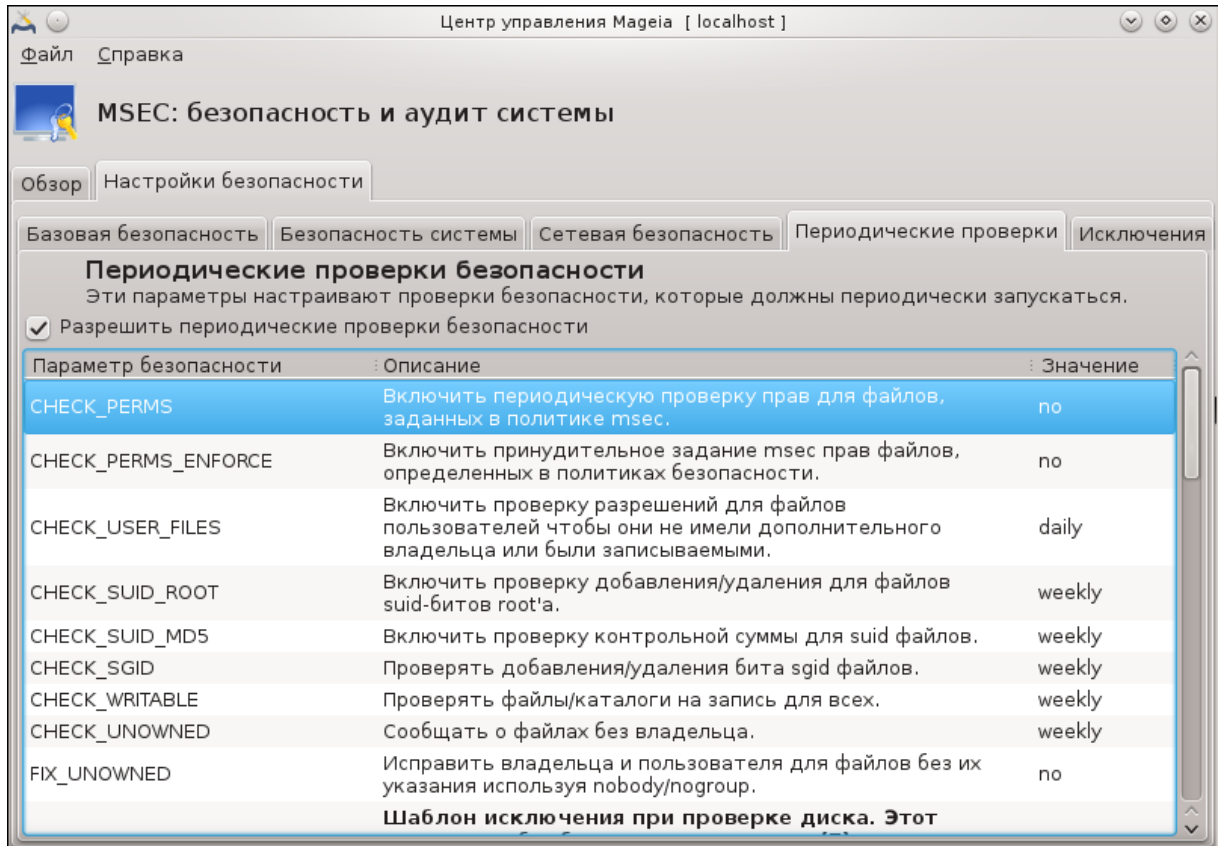 Центр управления Mageia [ localhost ]
Файл Справка
MSEC: безопасность и аудит системы
Обзор Настройки безопасности
Базовая безопасность Безопасность системы Сетевая безопасность Периодические проверки Исключения
Периодические проверки безопасности
Эти параметры настраивают проверки безопасности, которые должны периодически запускаться.
Разрешить периодические проверки безопасности
Параметр безопасности Описание Значение
CHECK_PERMS Включить периодическую проверку прав для файлов, no
заданных в политике msec.
CHECK_PERMS_ENFORCE Включить принудительное задание msec прав файлов, no
определенных в политиках безопасности.
Включить проверку разрешений для файлов
CHECK_USER_FILES пользователей чтобы они не имели дополнительного daily
владельца или были записываемыми.
CHECK_SUID_ROOT Включить проверку добавления/удаления для файлов weekly
suid-битов root'а.
CHECK_SUID_MD5 Включить проверку контрольной суммы для suid файлов. weekly
CHECK_SGID Проверять добавления/удаления бита sgid файлов. weekly
CHECK_WRITABLE Проверять файлы/каталоги на запись для всех. weekly
CHECK_UNOWNED Сообщать о файлах без владельца. weekly
FIX_UNOWNED Исправить владельца и пользователя для файлов без их no
указания используя nobody/nogroup.
Шаблон исключения при проверке диска. Этот